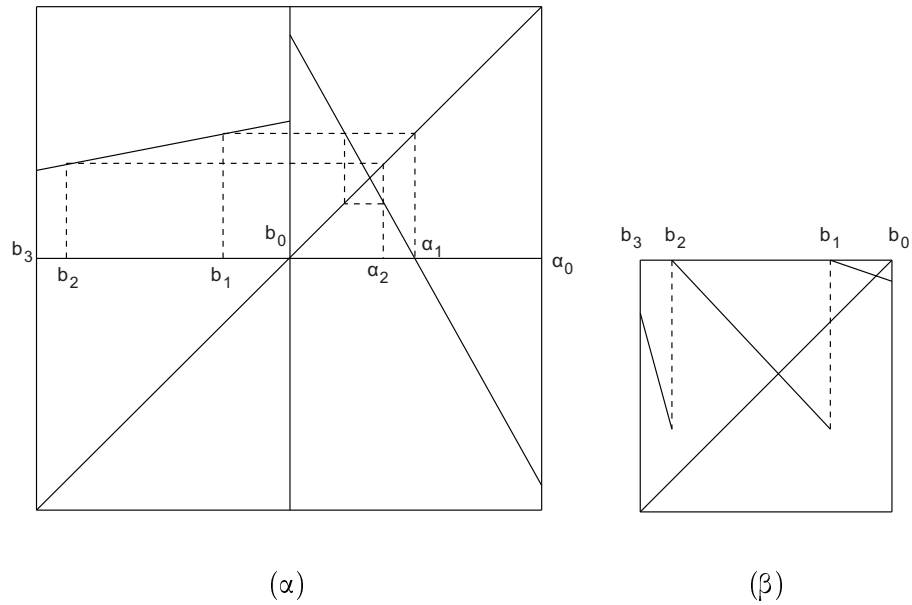 b₀ α₁
b₃ α₀
b₂ b₁ α₂
b₃ b₂ b₁ b₀
(α) (β)